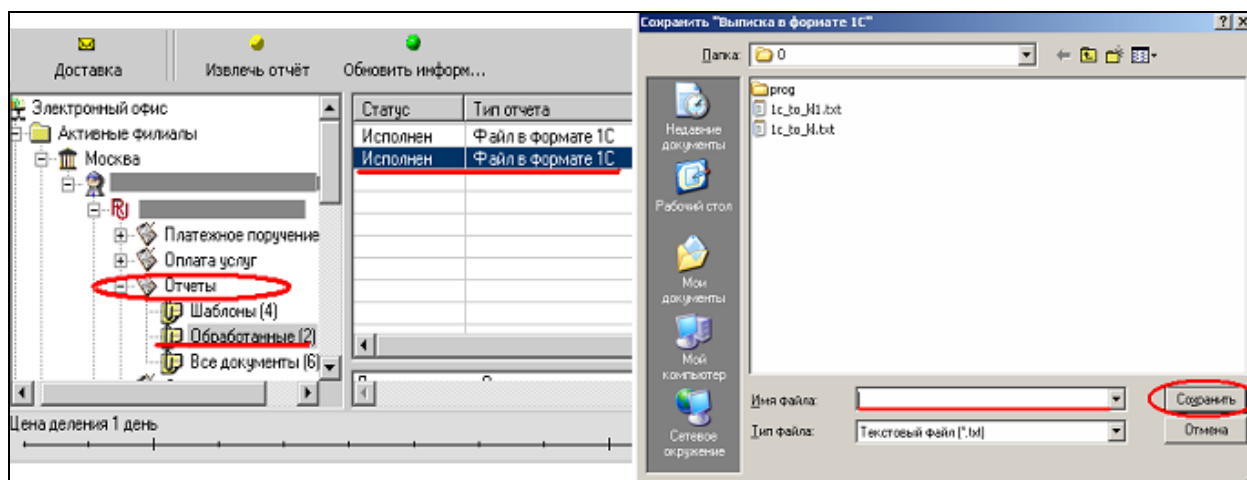 Доставка
Извлечь отчёт
Обновить информ...
Электронный офис
Активные филиалы
Москва
Платежное поручение
Оплата услуг
Отчеты
Шаблоны (4)
Обработанные (2)
Все документы (6)
Статус
Тип отчета
Исполнен
Файл в формате 1С
Исполнен
Файл в формате 1С
Цена деления 1 день
Сохранить "Выписка в формате 1С"
Папка:
0
Недавние
документы
Рабочий стол
Мои
документы
Мой
компьютер
Сетевое
окружение
prog
1c_to_kl1.txt
1c_to_kl.txt
Имя файла:
Сохранить
Тип файла:
Текстовый файл (*.txt)
Отмена